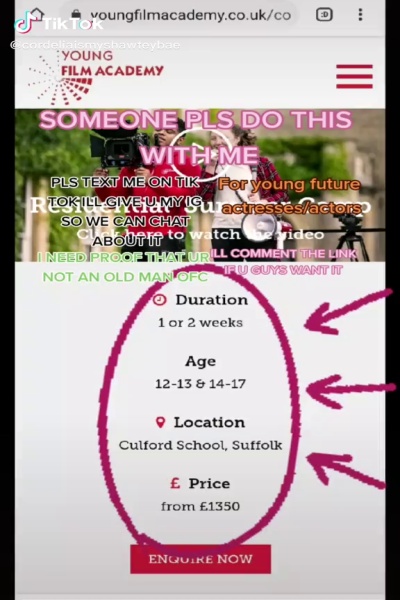 youngfilmacademy.co.uk/co
TikTok
@cordeliaismyshawteybae
YOUNG
FILM ACADEMY
SOMEONE PLS DO THIS
WITH ME
PLS TEXT ME ON TIK
TOK ILL GIVE U MY IG
SO WE CAN CHAT
ABOUT IT
For young future
actresses/actors
Click here to watch the video
I NEED PROOF THAT UR
NOT AN OLD MAN OFC
ILL COMMENT THE LINK
IF U GUYS WANT IT
Duration
1 or 2 weeks
Age
12-13 & 14-17
Location
Culford School, Suffolk
£ Price
from £1350
ENQUIRE NOW